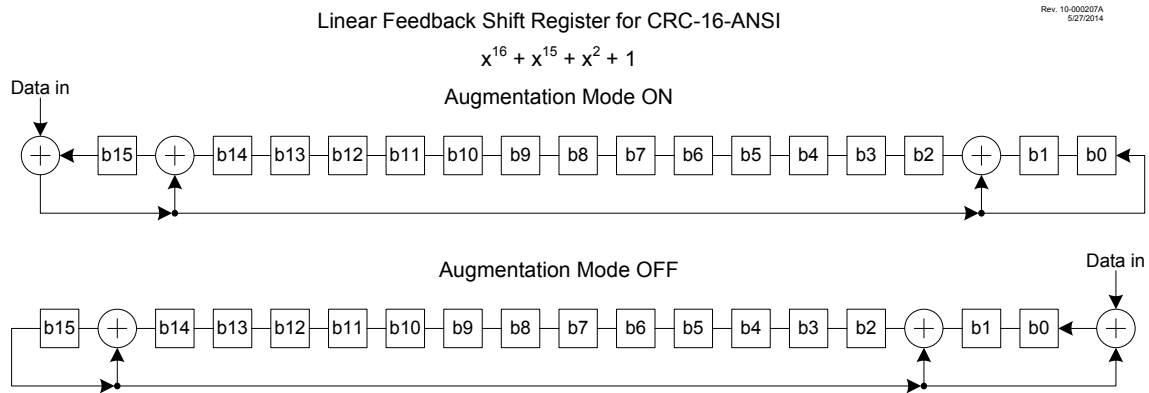 Linear Feedback Shift Register for CRC-16-ANSI
Rev. 10-000207A
5/27/2014
x¹⁶ + x¹⁵ + x² + 1
Augmentation Mode ON
Data in
b15 b14 b13 b12 b11 b10 b9 b8 b7 b6 b5 b4 b3 b2 b1 b0
Augmentation Mode OFF
Data in
b15 b14 b13 b12 b11 b10 b9 b8 b7 b6 b5 b4 b3 b2 b1 b0